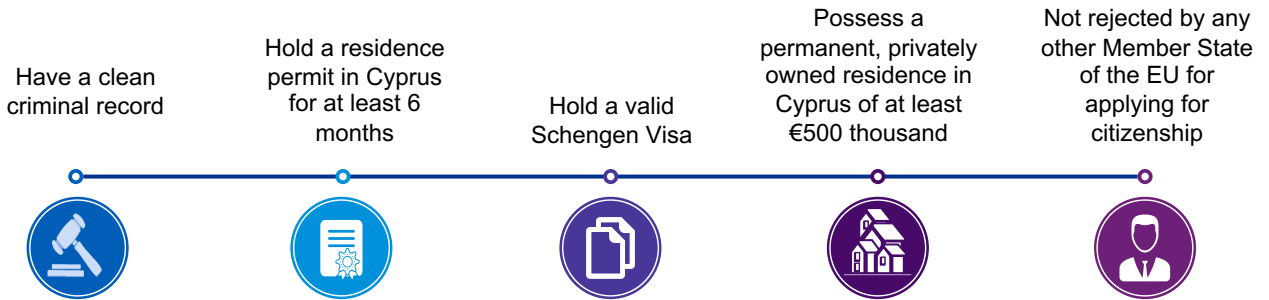 Have a clean
criminal record
Hold a residence
permit in Cyprus
for at least 6
months
Hold a valid
Schengen Visa
Possess a
permanent, privately
owned residence in
Cyprus of at least
€500 thousand
Not rejected by any
other Member State
of the EU for
applying for
citizenship